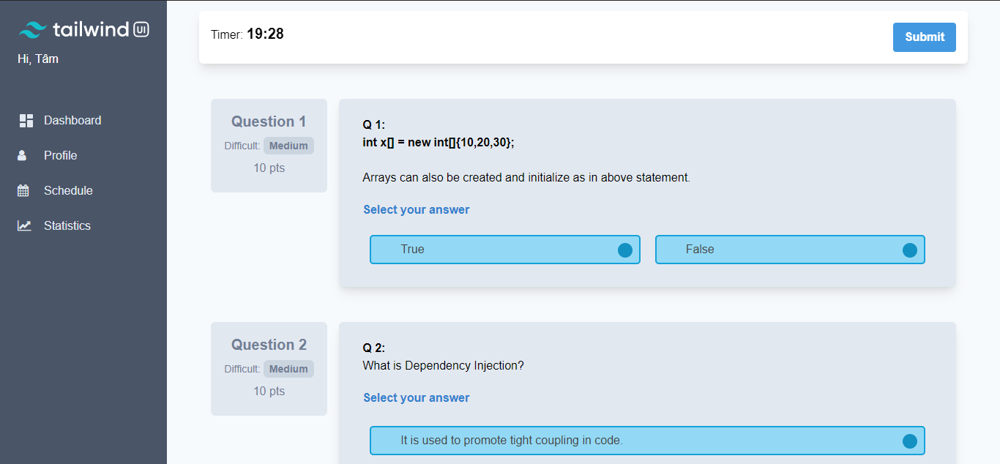 tailwind UI
Hi, Tâm
Dashboard
Profile
Schedule
Statistics
Timer: 19:28
Submit
Question 1
Difficult: Medium
10 pts
Q 1:
int x[] = new int[]{10,20,30};
Arrays can also be created and initialize as in above statement.
Select your answer
True
False
Question 2
Difficult: Medium
10 pts
Q 2:
What is Dependency Injection?
Select your answer
It is used to promote tight coupling in code.